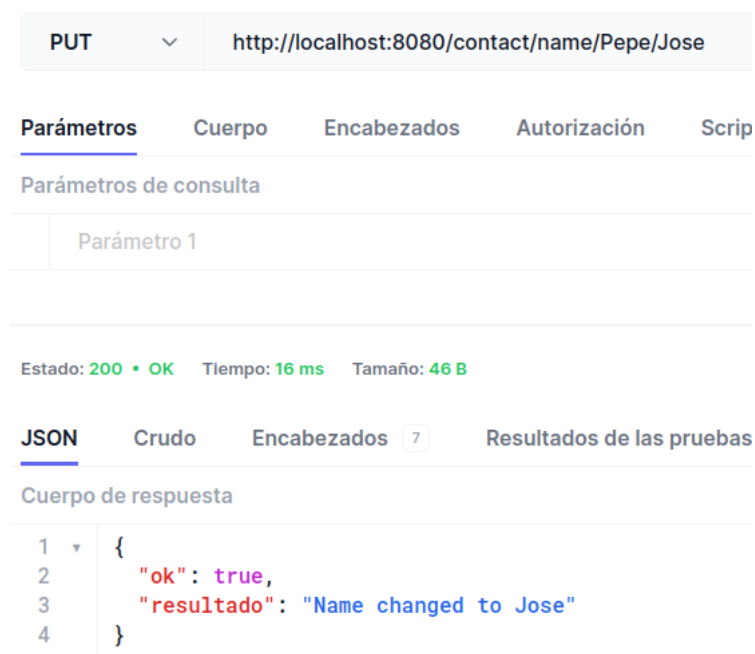 PUT http://localhost:8080/contact/name/Pepe/Jose
Parámetros Cuerpo Encabezados Autorización Scrip
Parámetros de consulta
Parámetro 1
Estado: 200 • OK Tiempo: 16 ms Tamaño: 46 B
JSON Crudo Encabezados 7 Resultados de las pruebas
Cuerpo de respuesta
1 {
2 "ok": true,
3 "resultado": "Name changed to Jose"
4 }